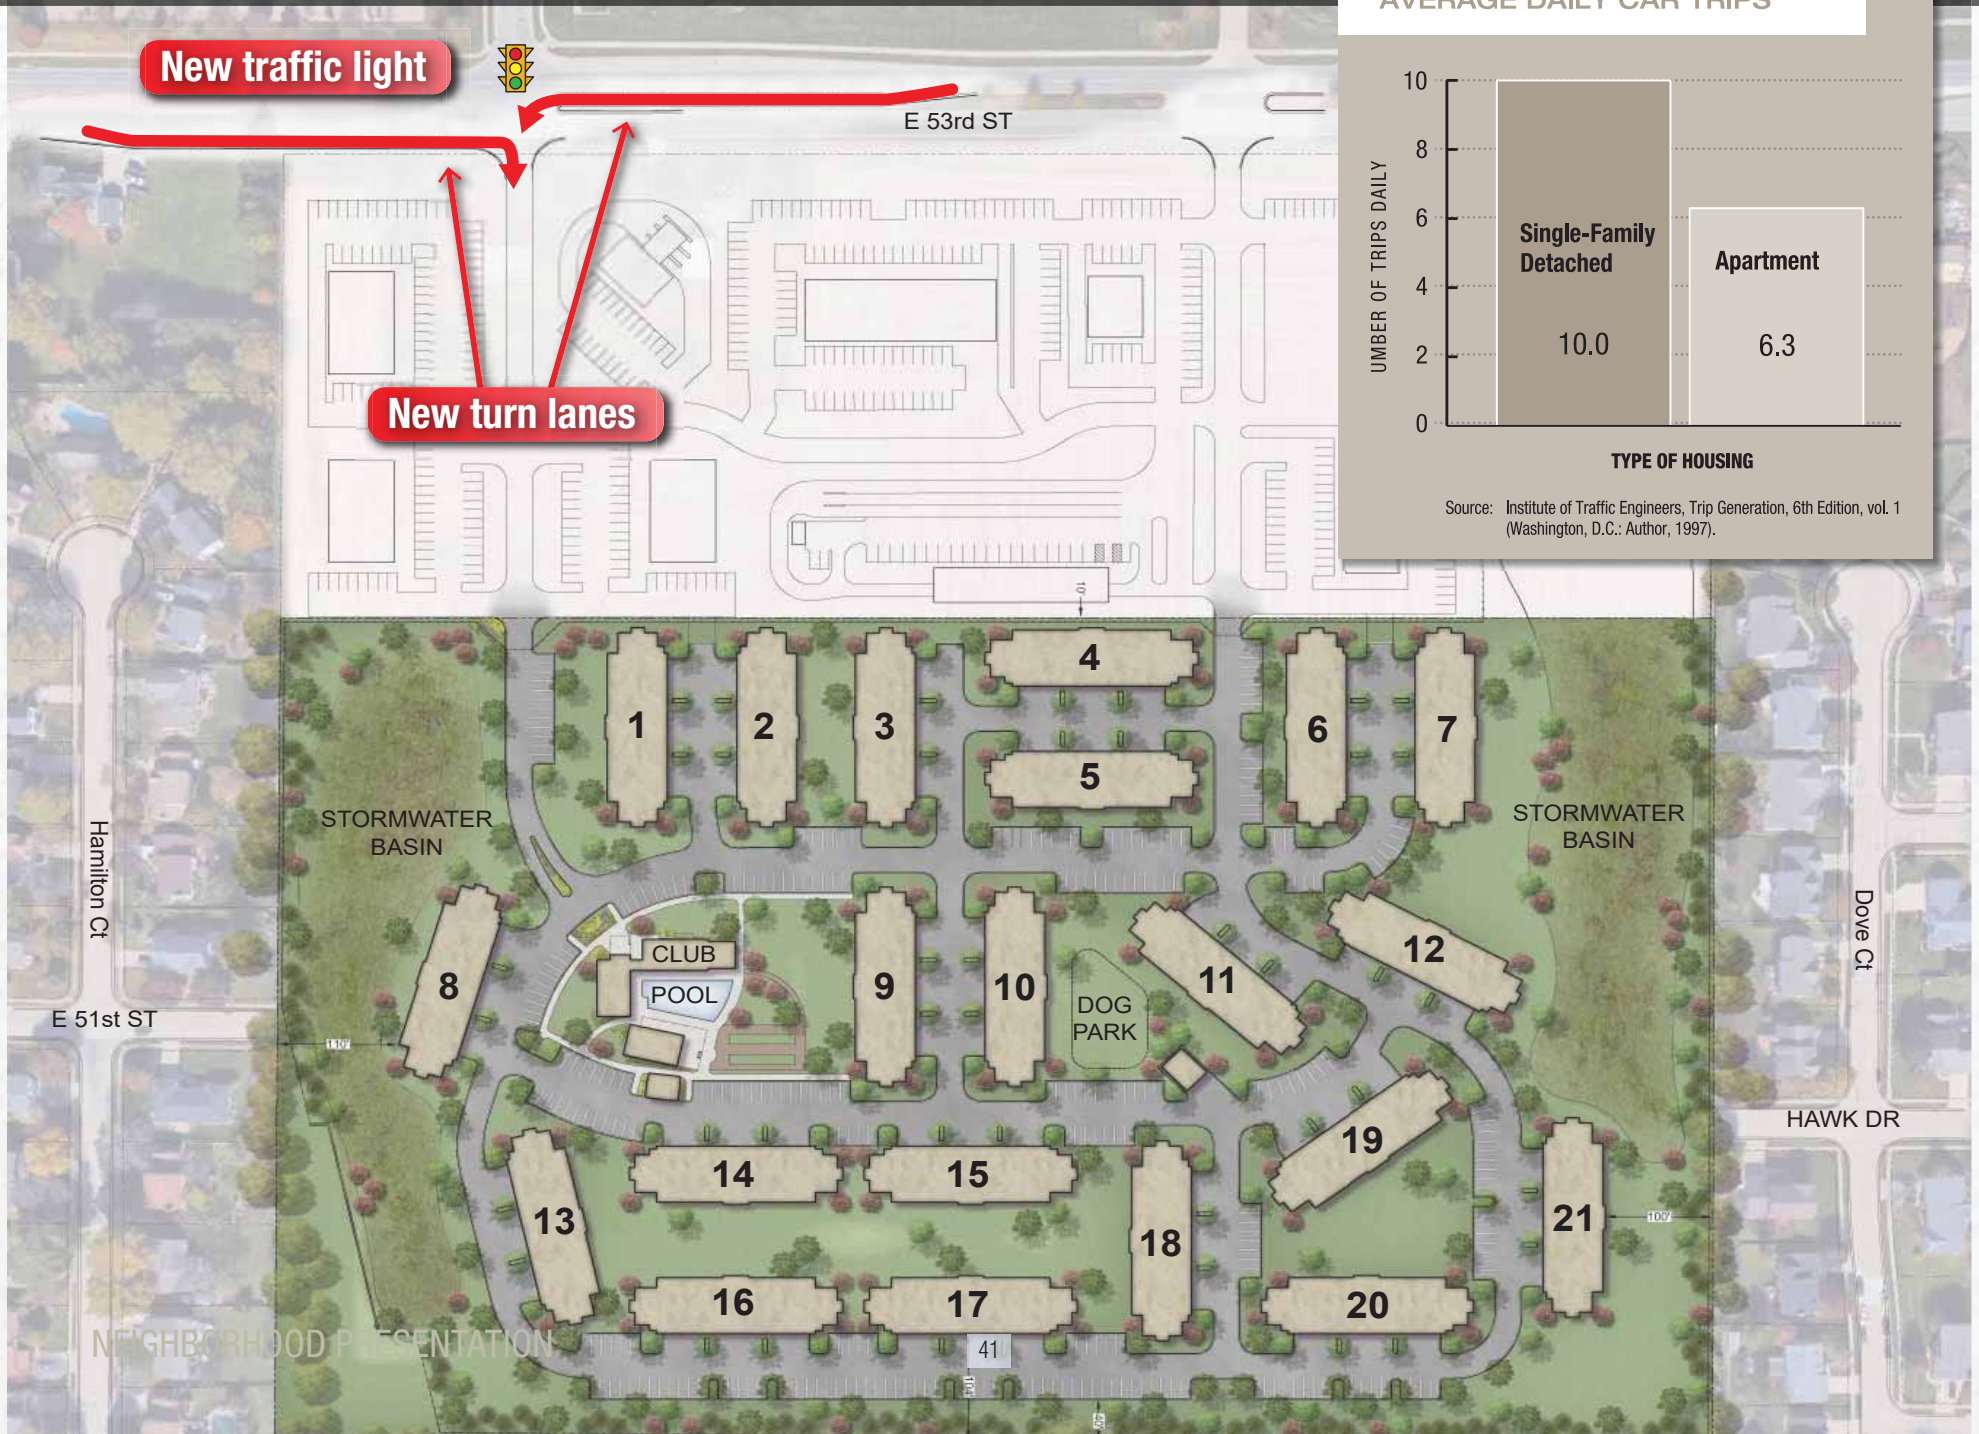 AVERAGE DAILY CAR TRIPS
New traffic light
E 53rd ST
New turn lanes
UMBER OF TRIPS DAILY
10
8
6
4
2
0
Single-Family
Detached
10.0
Apartment
6.3
TYPE OF HOUSING
Source: Institute of Traffic Engineers, Trip Generation, 6th Edition, vol. 1
(Washington, D.C.: Author, 1997).
10'
1
2
3
4
5
6
7
STORMWATER
BASIN
STORMWATER
BASIN
Hamilton Ct
Dove Ct
8
CLUB
POOL
9
10
DOG
PARK
11
12
E 51st ST
110'
HAWK DR
13
14
15
16
17
18
19
20
21
100'
NEIGHBORHOOD PRESENTATION
41